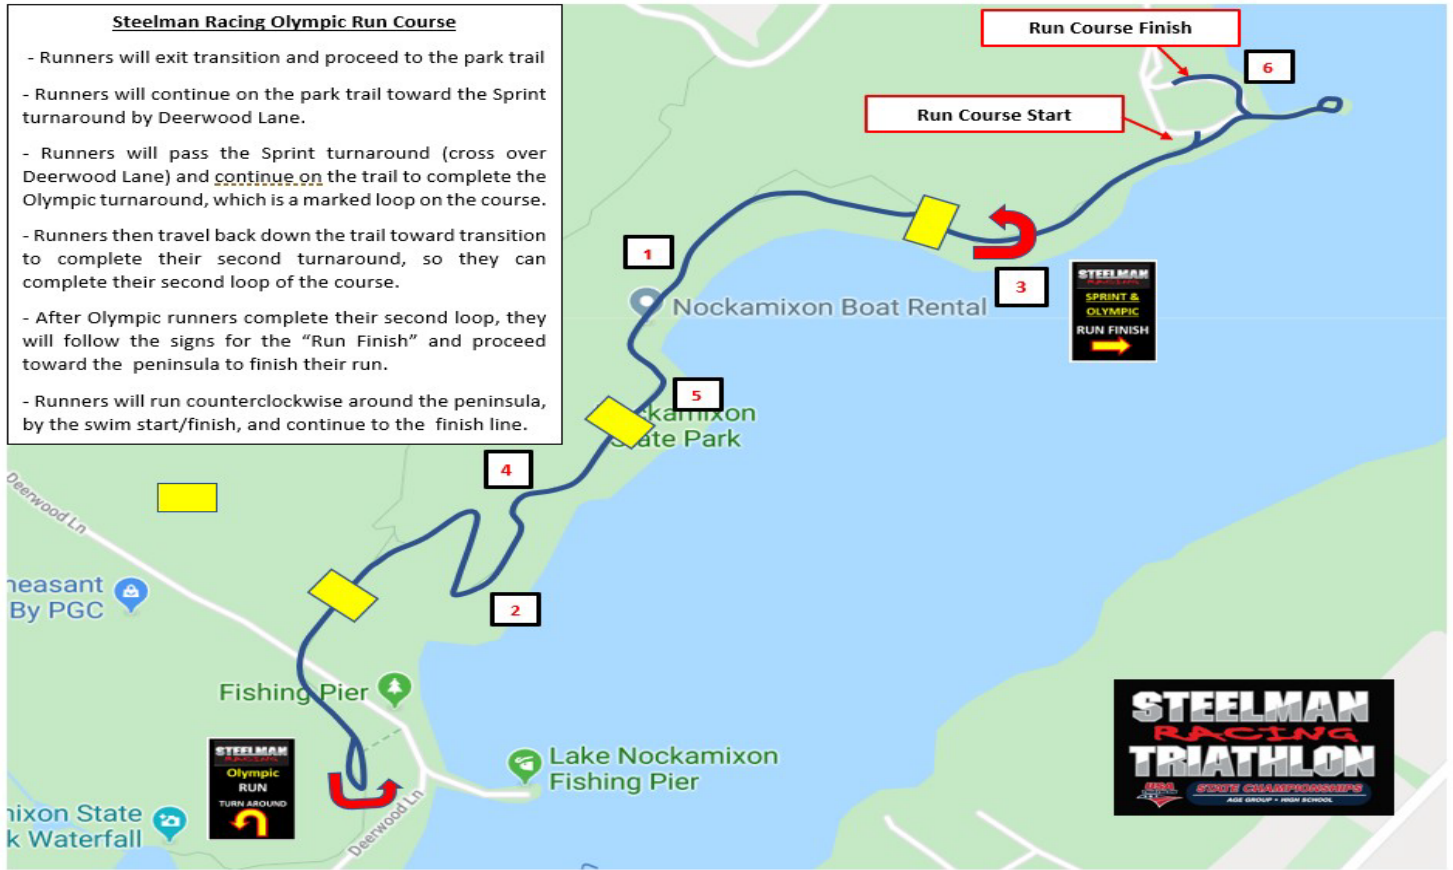 Steelman Racing Olympic Run Course
- Runners will exit transition and proceed to the park trail
- Runners will continue on the park trail toward the Sprint
turnaround by Deerwood Lane.
- Runners will pass the Sprint turnaround (cross over
Deerwood Lane) and continue on the trail to complete the
Olympic turnaround, which is a marked loop on the course.
- Runners then travel back down the trail toward transition
to complete their second turnaround, so they can
complete their second loop of the course.
- After Olympic runners complete their second loop, they
will follow the signs for the “Run Finish” and proceed
toward the peninsula to finish their run.
- Runners will run counterclockwise around the peninsula,
by the swim start/finish, and continue to the finish line.
Run Course Finish
6
Run Course Start
1
3
Nockamixon Boat Rental
STEELMAN
RACING
SPRINT &
OLYMPIC
RUN FINISH
5
ckamixon
ate Park
4
Deerwood Ln
2
heasant
By PGC
Fishing Pier
Lake Nockamixon
Fishing Pier
STEELMAN
RACING
Olympic
RUN
TURN AROUND
Deerwood Ln
nixon State
k Waterfall
STEELMAN
RACING
TRIATHLON
USA
STATE CHAMPIONSHIPS
AGE GROUP • HIGH SCHOOL